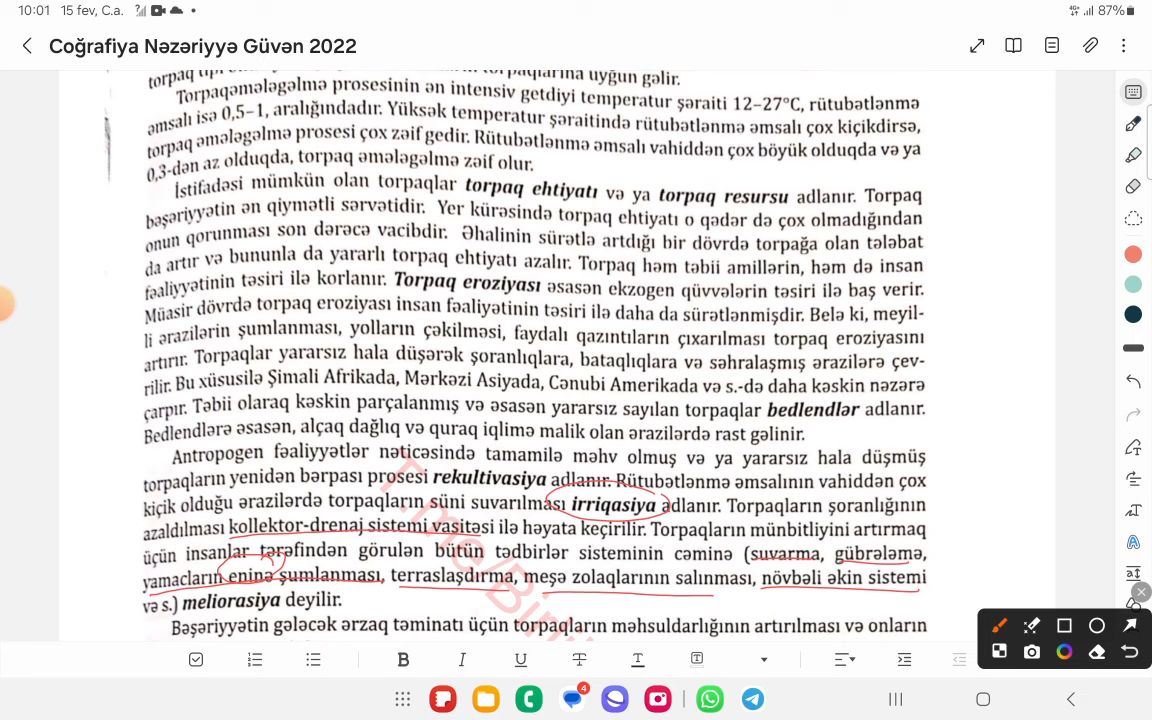 10:01 15 fev, C.a. 4G+ 87%
Coğrafiya Nəzəriyyə Güvən 2022
torpaq tipi torpaqlarına uyğun gəlir.
Torpaqəmələgəlmə prosesinin ən intensiv getdiyi temperatur şəraiti 12–27°C, rütubətlənmə
əmsalı isə 0,5–1, aralığındadır. Yüksək temperatur şəraitində rütubətlənmə əmsalı çox kiçikdirsə,
torpaq əmələgəlmə prosesi çox zəif gedir. Rütubətlənmə əmsalı vahiddən çox böyük olduqda və ya
0,3-dən az olduqda, torpaq əmələgəlmə zəif olur.
İstifadəsi mümkün olan torpaqlar torpaq ehtiyatı və ya torpaq resursu adlanır. Torpaq
bəşəriyyətin ən qiymətli sərvətidir. Yer kürəsində torpaq ehtiyatı o qədər də çox olmadığından
onun qorunması son dərəcə vacibdir. Əhalinin sürətlə artdığı bir dövrdə torpağa olan tələbat
da artır və bununla da yararlı torpaq ehtiyatı azalır. Torpaq həm təbii amillərin, həm də insan
fəaliyyətinin təsiri ilə korlanır. Torpaq eroziyası əsasən ekzogen qüvvələrin təsiri ilə baş verir.
Müasir dövrdə torpaq eroziyası insan fəaliyyətinin təsiri ilə daha da sürətlənmişdir. Belə ki, meyil-
li ərazilərin şumlanması, yolların çəkilməsi, faydalı qazıntıların çıxarılması torpaq eroziyasını
artırır. Torpaqlar yararsız hala düşərək şoranlıqlara, bataqlıqlara və səhralaşmış ərazilərə çev-
rilir. Bu xüsusilə Şimali Afrikada, Mərkəzi Asiyada, Cənubi Amerikada və s.-də daha kəskin nəzərə
çarpır. Təbii olaraq kəskin parçalanmış və əsasən yararsız sayılan torpaqlar bedlendlər adlanır.
Bedlendlərə əsasən, alçaq dağlıq və quraq iqlimə malik olan ərazilərdə rast gəlinir.
Antropogen fəaliyyətlər nəticəsində tamamilə məhv olmuş və ya yararsız hala düşmüş
torpaqların yenidən bərpası prosesi rekultivasiya adlanır. Rütubətlənmə əmsalının vahiddən çox
kiçik olduğu ərazilərdə torpaqların süni suvarılması irriqasiya adlanır. Torpaqların şoranlığının
azaldılması kollektor-drenaj sistemi vasitəsi ilə həyata keçirilir. Torpaqların münbitliyini artırmaq
üçün insanlar tərəfindən görulən bütün tədbirlər sisteminin cəminə (suvarma, gübrələmə,
yamacların eninə şumlanması, terraslaşdırma, meşə zolaqlarının salınması, növbəli əkin sistemi
və s.) meliorasiya deyilir.
Bəşəriyyətin gələcək ərzaq təminatı üçün torpaqların məhsuldarlığının artırılması və onların